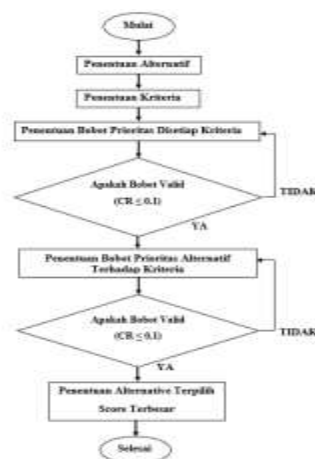 Mulai
Penentuan Alternatif
Penentuan Kriteria
Penentuan Bobot Prioritas Disetiap Kriteria
Apakah Bobot Valid
(CR ≤ 0.1)
TIDAK
YA
Penentuan Bobot Prioritas Alternatif
Terhadap Kriteria
Apakah Bobot Valid
(CR ≤ 0.1)
TIDAK
YA
Penentuan Alternative Terpilih
Score Terbesar
Selesai